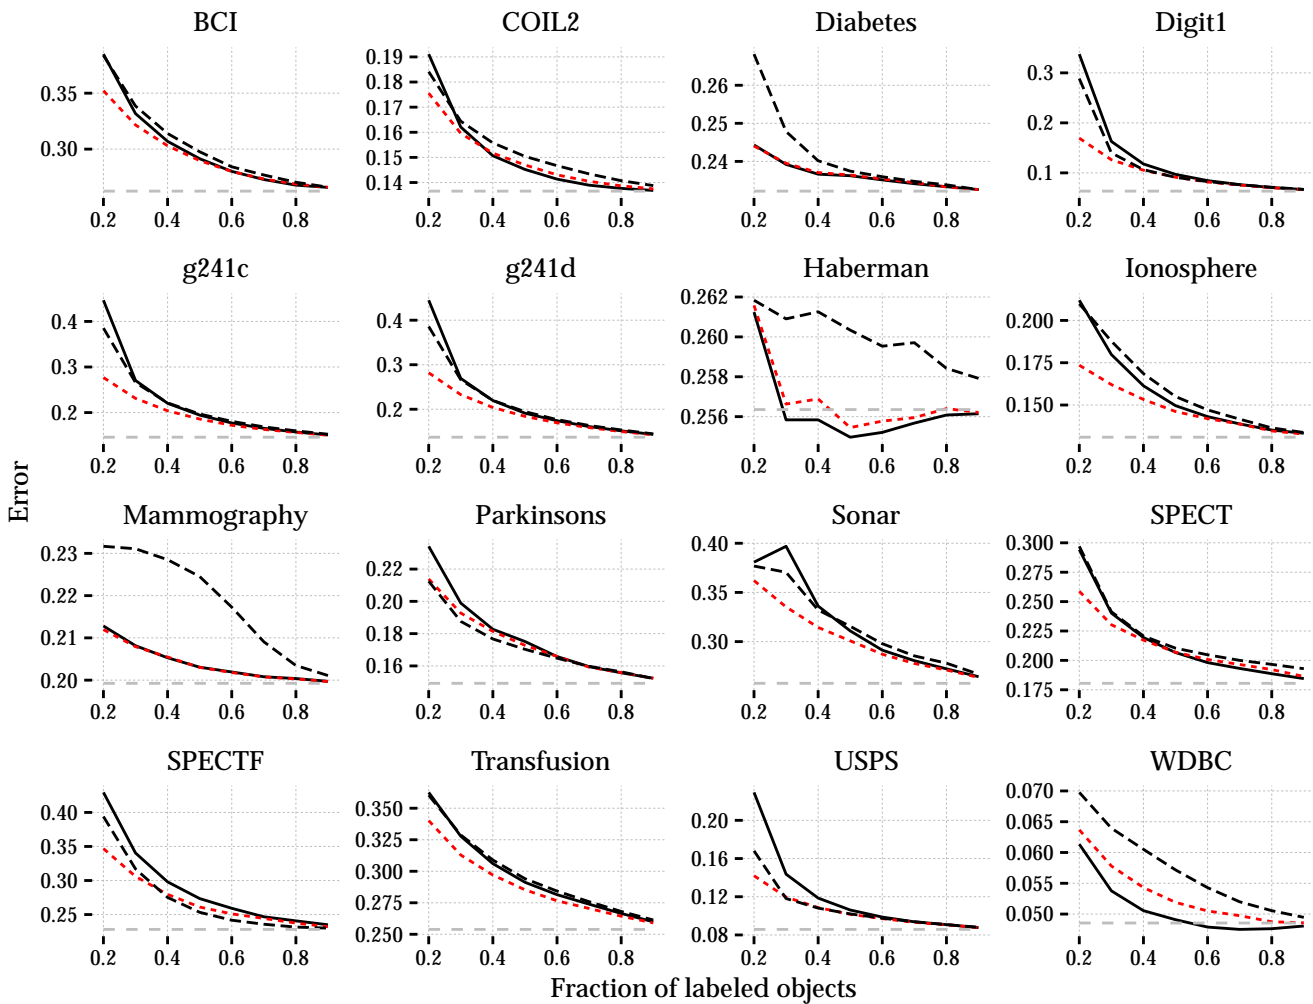 BCI COIL2 Diabetes Digit1
0.35
0.30
0.2 0.4 0.6 0.8
0.19
0.18
0.17
0.16
0.15
0.14
0.2 0.4 0.6 0.8
0.26
0.25
0.24
0.2 0.4 0.6 0.8
0.3
0.2
0.1
0.2 0.4 0.6 0.8
g241c g241d Haberman Ionosphere
0.4
0.3
0.2
0.2 0.4 0.6 0.8
0.4
0.3
0.2
0.2 0.4 0.6 0.8
0.262
0.260
0.258
0.256
0.2 0.4 0.6 0.8
0.200
0.175
0.150
0.2 0.4 0.6 0.8
Error
Mammography Parkinsons Sonar SPECT
0.23
0.22
0.21
0.20
0.2 0.4 0.6 0.8
0.22
0.20
0.18
0.16
0.2 0.4 0.6 0.8
0.40
0.35
0.30
0.2 0.4 0.6 0.8
0.300
0.275
0.250
0.225
0.200
0.175
0.2 0.4 0.6 0.8
SPECTF Transfusion USPS WDBC
0.40
0.35
0.30
0.25
0.2 0.4 0.6 0.8
0.350
0.325
0.300
0.275
0.250
0.2 0.4 0.6 0.8
0.20
0.16
0.12
0.08
0.2 0.4 0.6 0.8
0.070
0.065
0.060
0.055
0.050
0.2 0.4 0.6 0.8
Fraction of labeled objects